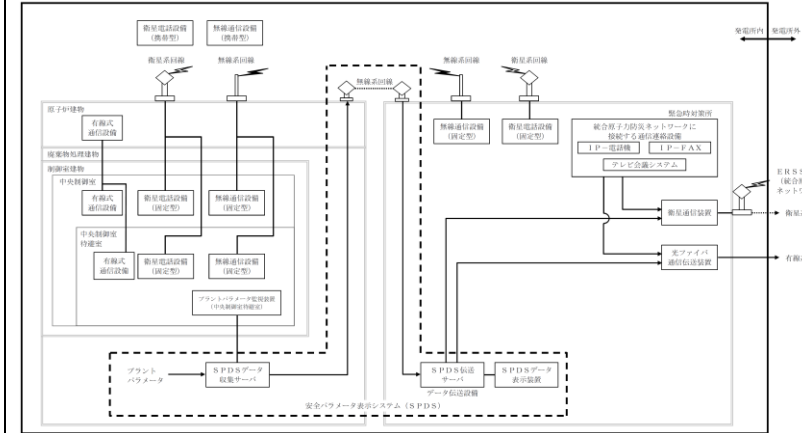 衛星電話設備
(携帯型)
無線通信設備
(携帯型)
発電所内
発電所外
衛星系回線
無線系回線
無線系回線
無線系回線
衛星系回線
原子炉建物
有線式
通信設備
廃棄物処理建物
制御室建物
中央制御室
有線式
通信設備
衛星電話設備
(固定型)
無線通信設備
(固定型)
中央制御室
待避室
有線式
通信設備
衛星電話設備
(固定型)
無線通信設備
(固定型)
プラントパラメータ監視装置
(中央制御室待避室)
プラント
パラメータ
SPDSデータ
収集サーバ
無線通信設備
(固定型)
衛星電話設備
(固定型)
緊急時対策所
統合原子力防災ネットワークに
接続する通信連絡設備
IP-電話機
IP-FAX
テレビ会議システム
衛星通信装置
光ファイバ
通信伝送装置
ERSS
(統合原
ネットワ
衛星
有線
SPDS伝送
サーバ
SPDSデータ
表示装置
データ伝送設備
安全パラメータ表示システム(SPDS)